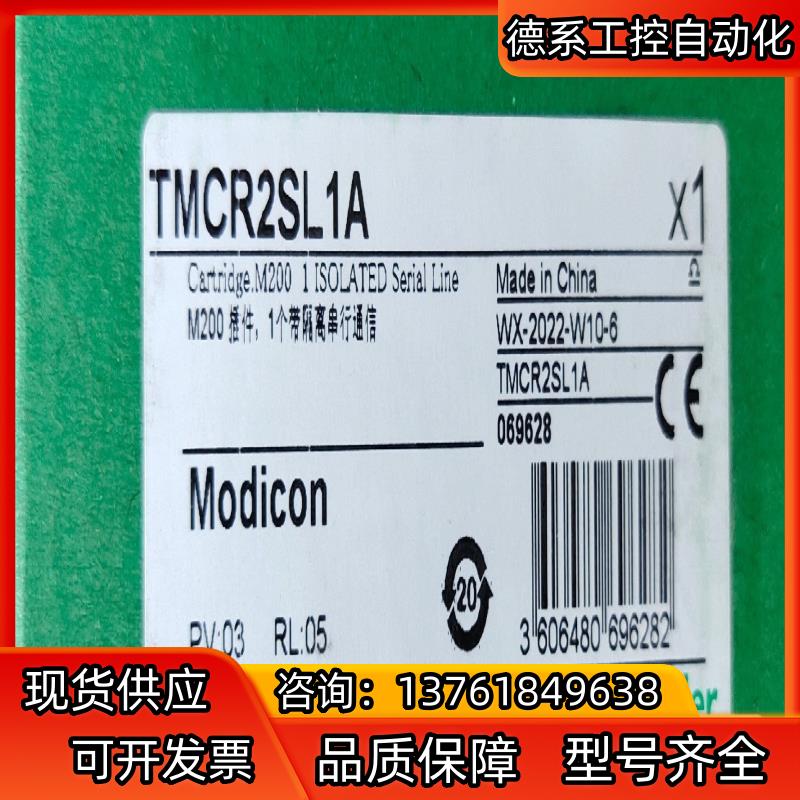 德系工控自动化
TMCR2SL1A
X1
Cartridge.M200 1 ISOLATED Serial Line
M200 插件, 1个带隔离串行通信
Made in China
WX-2022-W10-6
TMCR2SL1A
069628
CE
Modicon
20
PV:03 RL:05
3 606480 696282
der
现货供应
咨询：13761849638
可开发票
品质保障
型号齐全